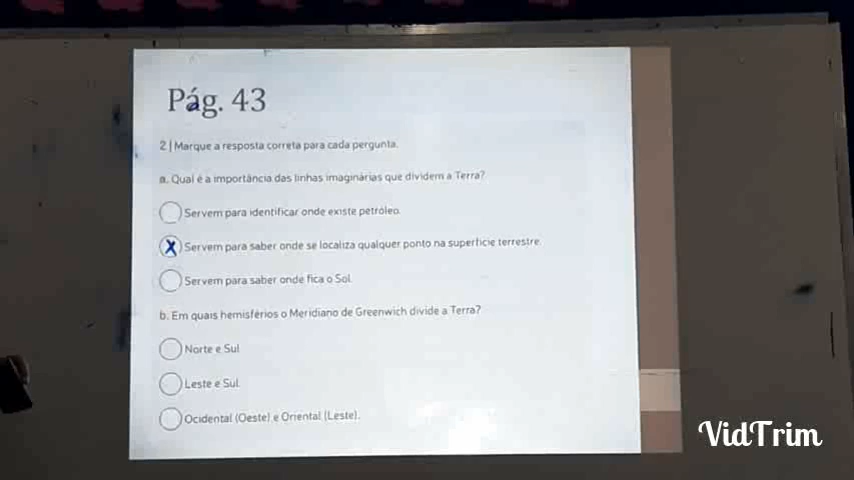 Pág. 43
2 | Marque a resposta correta para cada pergunta.
a. Qual é a importância das linhas imaginárias que dividem a Terra?
Servem para identificar onde existe petróleo.
X Servem para saber onde se localiza qualquer ponto na superfície terrestre.
Servem para saber onde fica o Sol.
b. Em quais hemisférios o Meridiano de Greenwich divide a Terra?
Norte e Sul.
Leste e Sul.
Ocidental (Oeste) e Oriental (Leste).
VidTrim